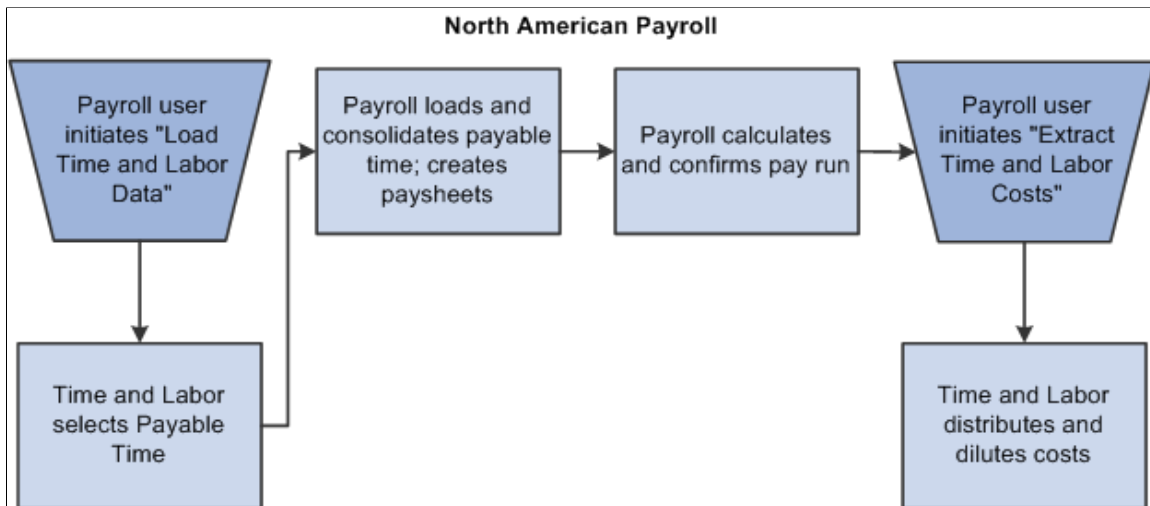 North American Payroll
Payroll user
initiates "Load
Time and Labor
Data"
Time and Labor
selects Payable
Time
Payroll loads and
consolidates payable
time; creates
paysheets
Payroll calculates
and confirms pay run
Payroll user
initiates "Extract
Time and Labor
Costs"
Time and Labor
distributes and
dilutes costs